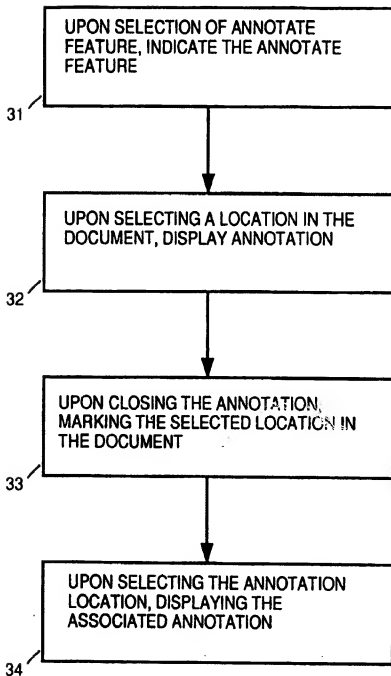 UPON SELECTION OF ANNOTATE
FEATURE, INDICATE THE ANNOTATE
FEATURE
31
UPON SELECTING A LOCATION IN THE
DOCUMENT, DISPLAY ANNOTATION
32
UPON CLOSING THE ANNOTATION,
MARKING THE SELECTED LOCATION IN
THE DOCUMENT
33
UPON SELECTING THE ANNOTATION
LOCATION, DISPLAYING THE
ASSOCIATED ANNOTATION
34